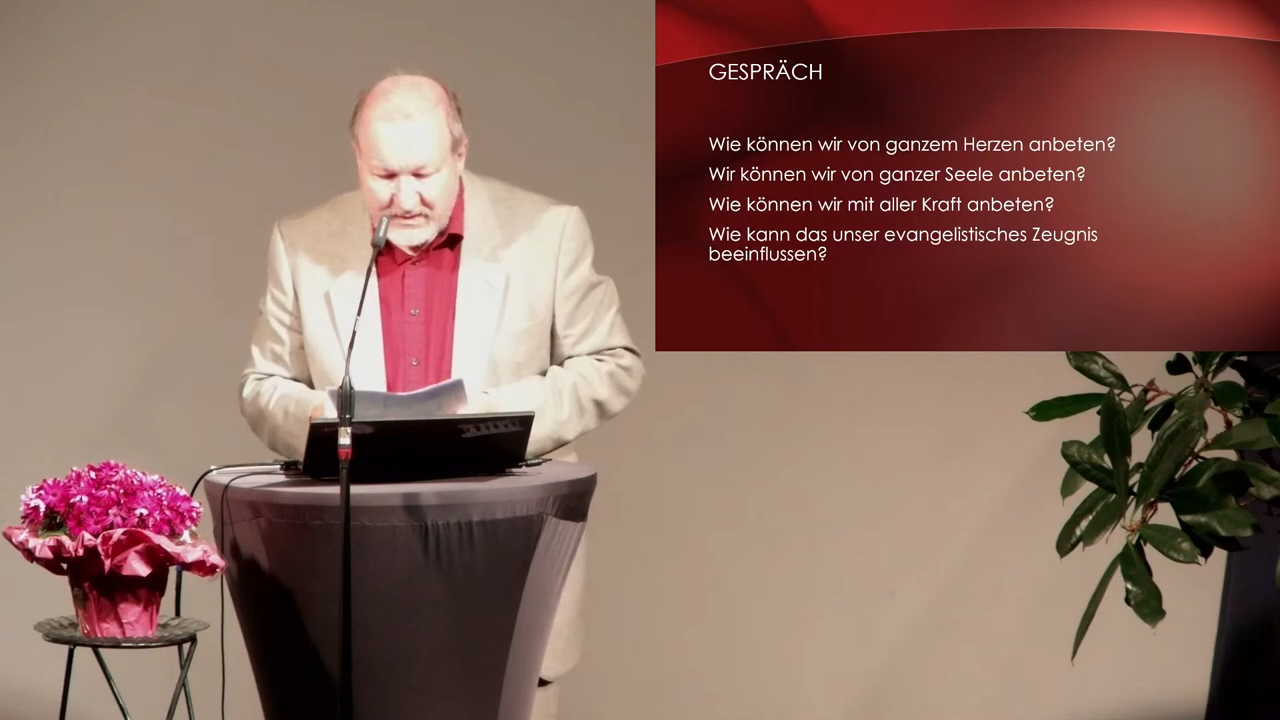 GESPRÄCH
Wie können wir von ganzem Herzen anbeten?
Wir können wir von ganzer Seele anbeten?
Wie können wir mit aller Kraft anbeten?
Wie kann das unser evangelistisches Zeugnis
beeinflussen?